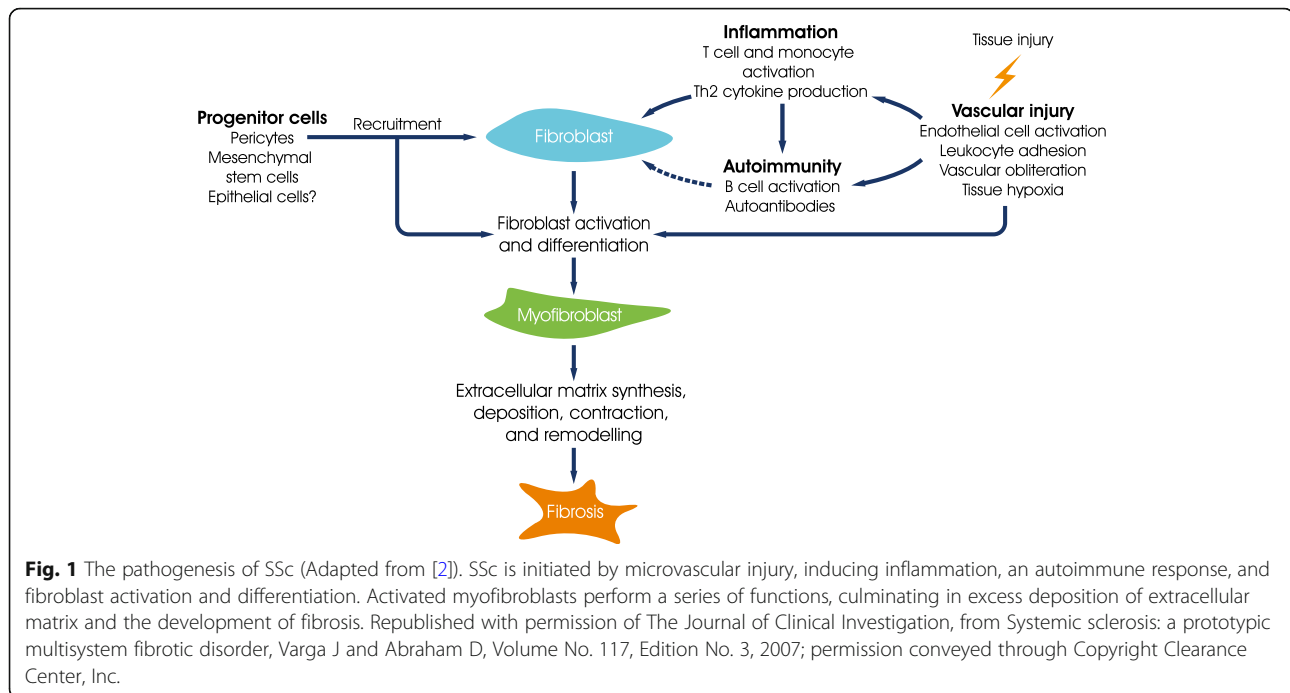 Inflammation
T cell and monocyte
activation
Th2 cytokine production
Tissue injury
Vascular injury
Endothelial cell activation
Leukocyte adhesion
Vascular obliteration
Tissue hypoxia
Progenitor cells
Pericytes
Mesenchymal
stem cells
Epithelial cells?
Recruitment
Fibroblast
Autoimmunity
B cell activation
Autoantibodies
Fibroblast activation
and differentiation
Myofibroblast
Extracellular matrix synthesis,
deposition, contraction,
and remodelling
Fibrosis
Fig. 1 The pathogenesis of SSc (Adapted from [2]). SSc is initiated by microvascular injury, inducing inflammation, an autoimmune response, and
fibroblast activation and differentiation. Activated myofibroblasts perform a series of functions, culminating in excess deposition of extracellular
matrix and the development of fibrosis. Republished with permission of The Journal of Clinical Investigation, from Systemic sclerosis: a prototypic
multisystem fibrotic disorder, Varga J and Abraham D, Volume No. 117, Edition No. 3, 2007; permission conveyed through Copyright Clearance
Center, Inc.